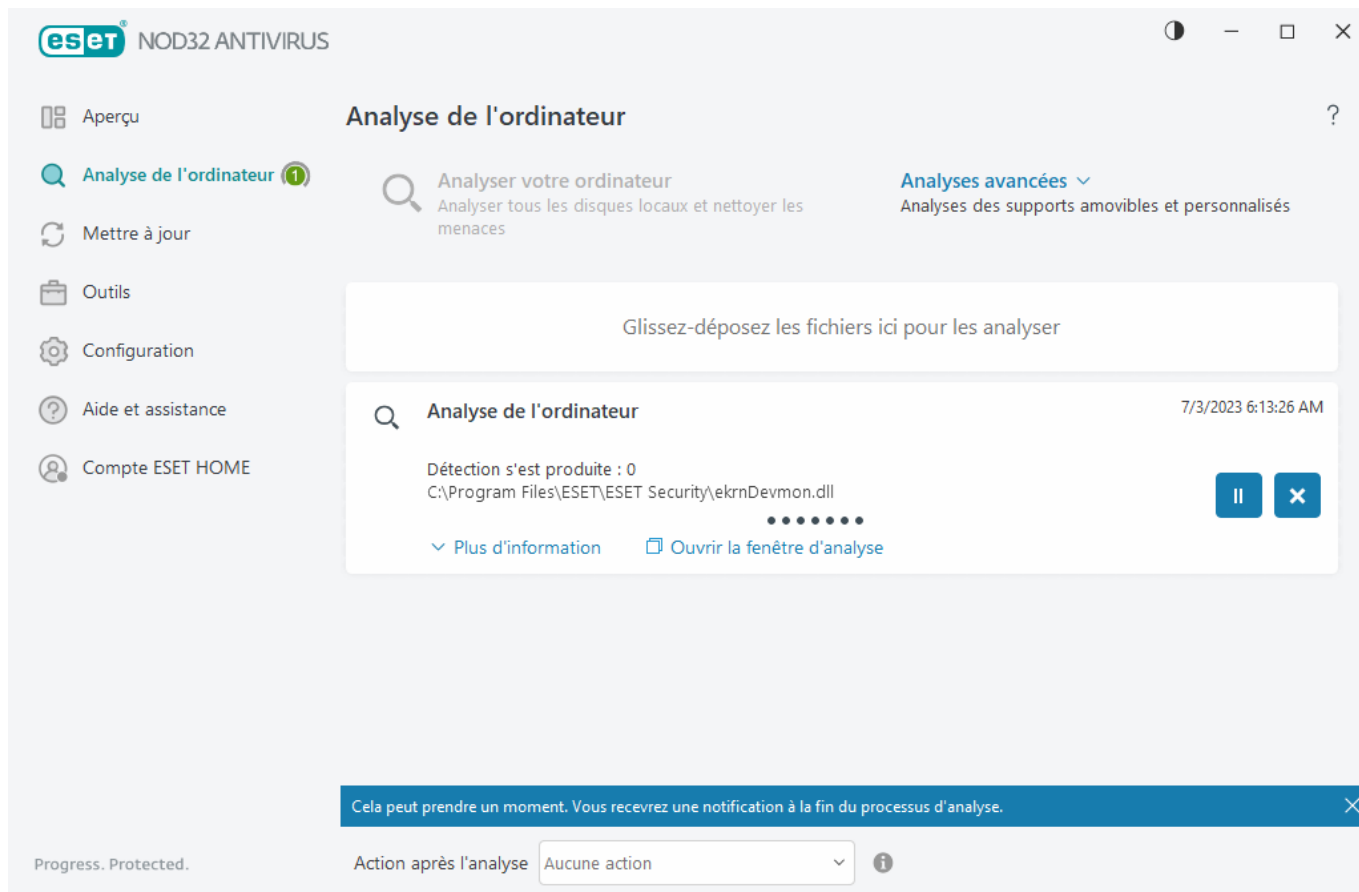 eset® NOD32 ANTIVIRUS
Aperçu
Analyse de l'ordinateur 1
Mettre à jour
Outils
Configuration
Aide et assistance
Compte ESET HOME
Progress. Protected.
Analyse de l'ordinateur ?
Analyser votre ordinateur
Analyser tous les disques locaux et nettoyer les
menaces
Analyses avancées
Analyses des supports amovibles et personnalisés
Glissez-déposez les fichiers ici pour les analyser
Analyse de l'ordinateur 7/3/2023 6:13:26 AM
Détection s'est produite : 0
C:\Program Files\ESET\ESET Security\ekrnDevmon.dll
Plus d'information Ouvrir la fenêtre d'analyse
Cela peut prendre un moment. Vous recevrez une notification à la fin du processus d'analyse.
Action après l'analyse Aucune action